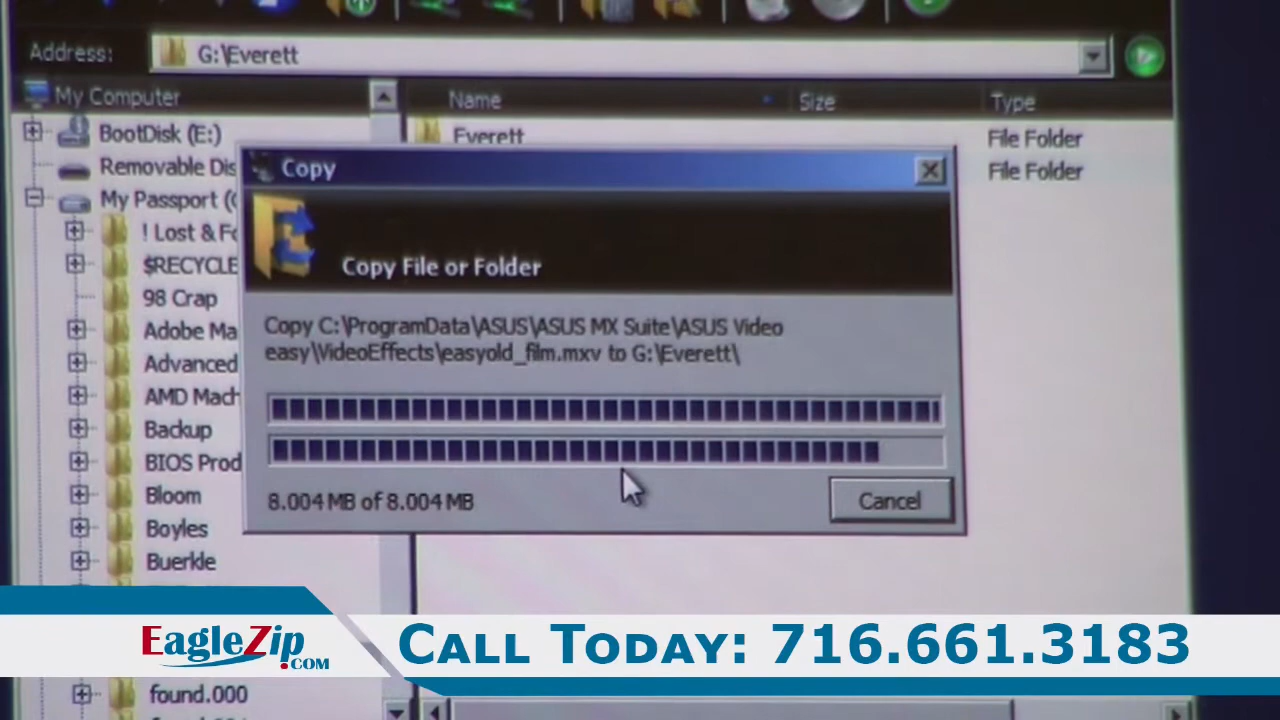 Address:
G:\Everett
My Computer
Name
Size
Type
BootDisk (E:)
Everett
File Folder
Removable Dis
File Folder
My Passport (
! Lost & Fo
$RECYCLE
98 Crap
Adobe Ma
Advanced
AMD Mach
Backup
BIOS Prod
Bloom
Boyles
Buerkle
Copy
Copy File or Folder
Copy C:\ProgramData\ASUS\ASUS MX Suite\ASUS Video
easy\VideoEffects\easyold_film.mxv to G:\Everett\
8.004 MB of 8.004 MB
Cancel
EagleZip.COM
CALL TODAY: 716.661.3183
found.000